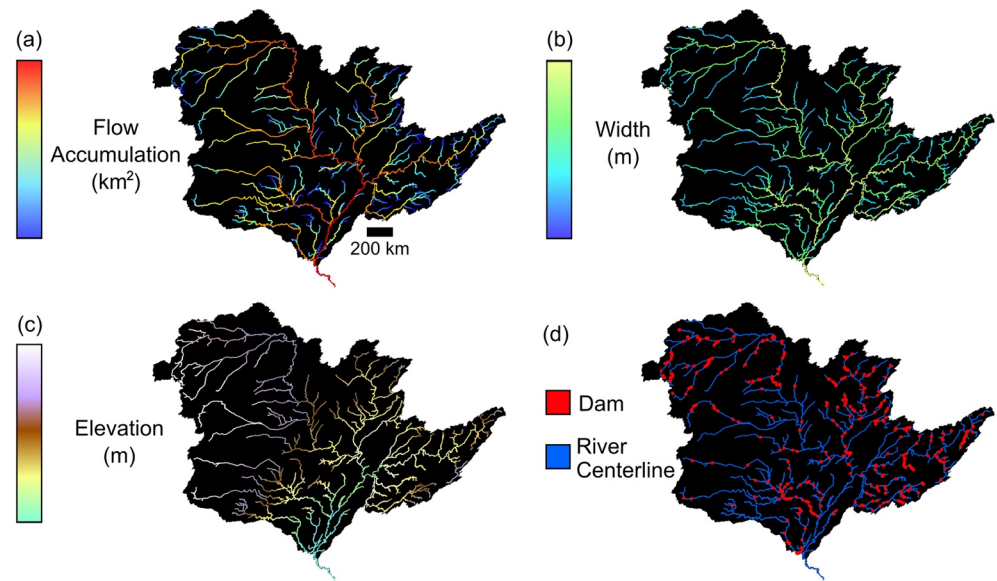 (a)
Flow
Accumulation
(km²)
200 km
(b)
Width
(m)
(c)
Elevation
(m)
(d)
Dam
River
Centerline